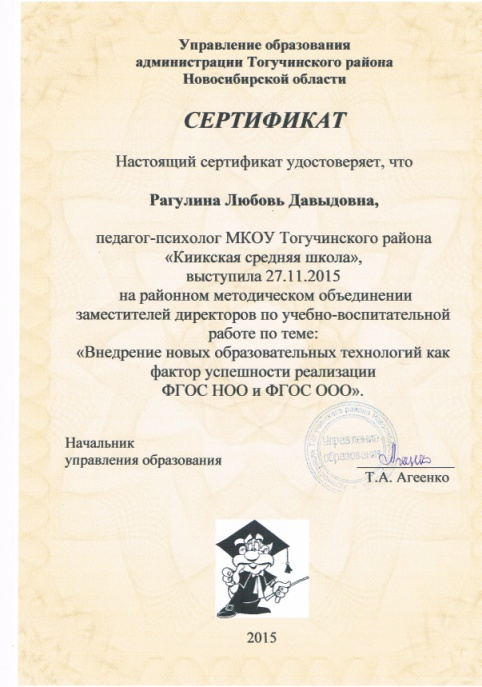 Управление образования
администрации Тогучинского района
Новосибирской области
СЕРТИФИКАТ
Настоящий сертификат удостоверяет, что
Рагулина Любовь Давыдовна,
педагог-психолог МКОУ Тогучинского района
«Киикская средняя школа»,
выступила 27.11.2015
на районном методическом объединении
заместителей директоров по учебно-воспитательной
работе по теме:
«Внедрение новых образовательных технологий как
фактор успешности реализации
ФГОС НОО и ФГОС ООО».
Начальник
управления образования
Управление
образования
Т.А. Агеенко
2015